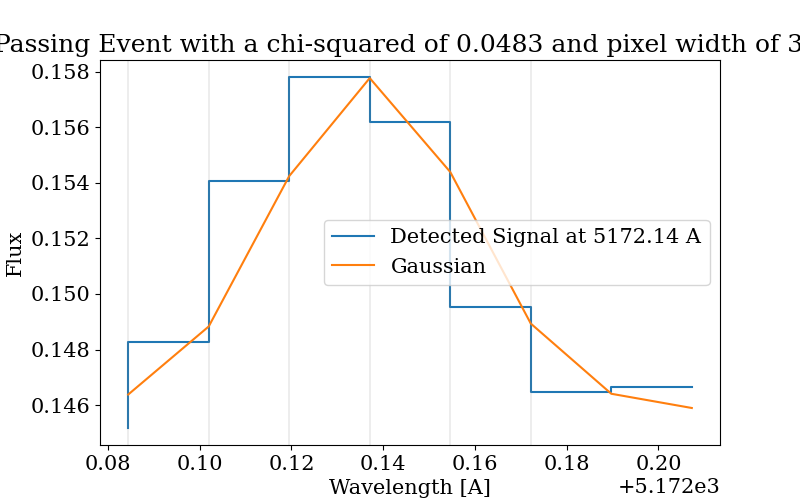 Passing Event with a chi-squared of 0.0483 and pixel width of 3
0.158
0.156
0.154
0.152
0.150
0.148
0.146
Flux
Detected Signal at 5172.14 A
Gaussian
0.08 0.10 0.12 0.14 0.16 0.18 0.20
+5.172e3
Wavelength [A]